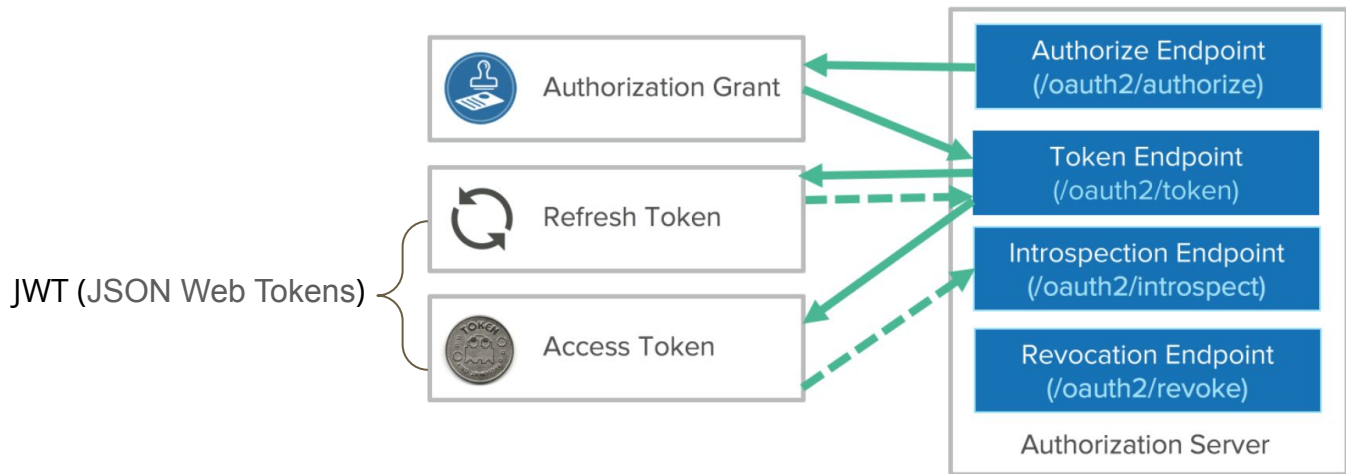 Authorize Endpoint
(/oauth2/authorize)
Authorization Grant
Token Endpoint
(/oauth2/token)
Refresh Token
Introspection Endpoint
(/oauth2/introspect)
JWT (JSON Web Tokens)
Access Token
TOKEN
Revocation Endpoint
(/oauth2/revoke)
Authorization Server